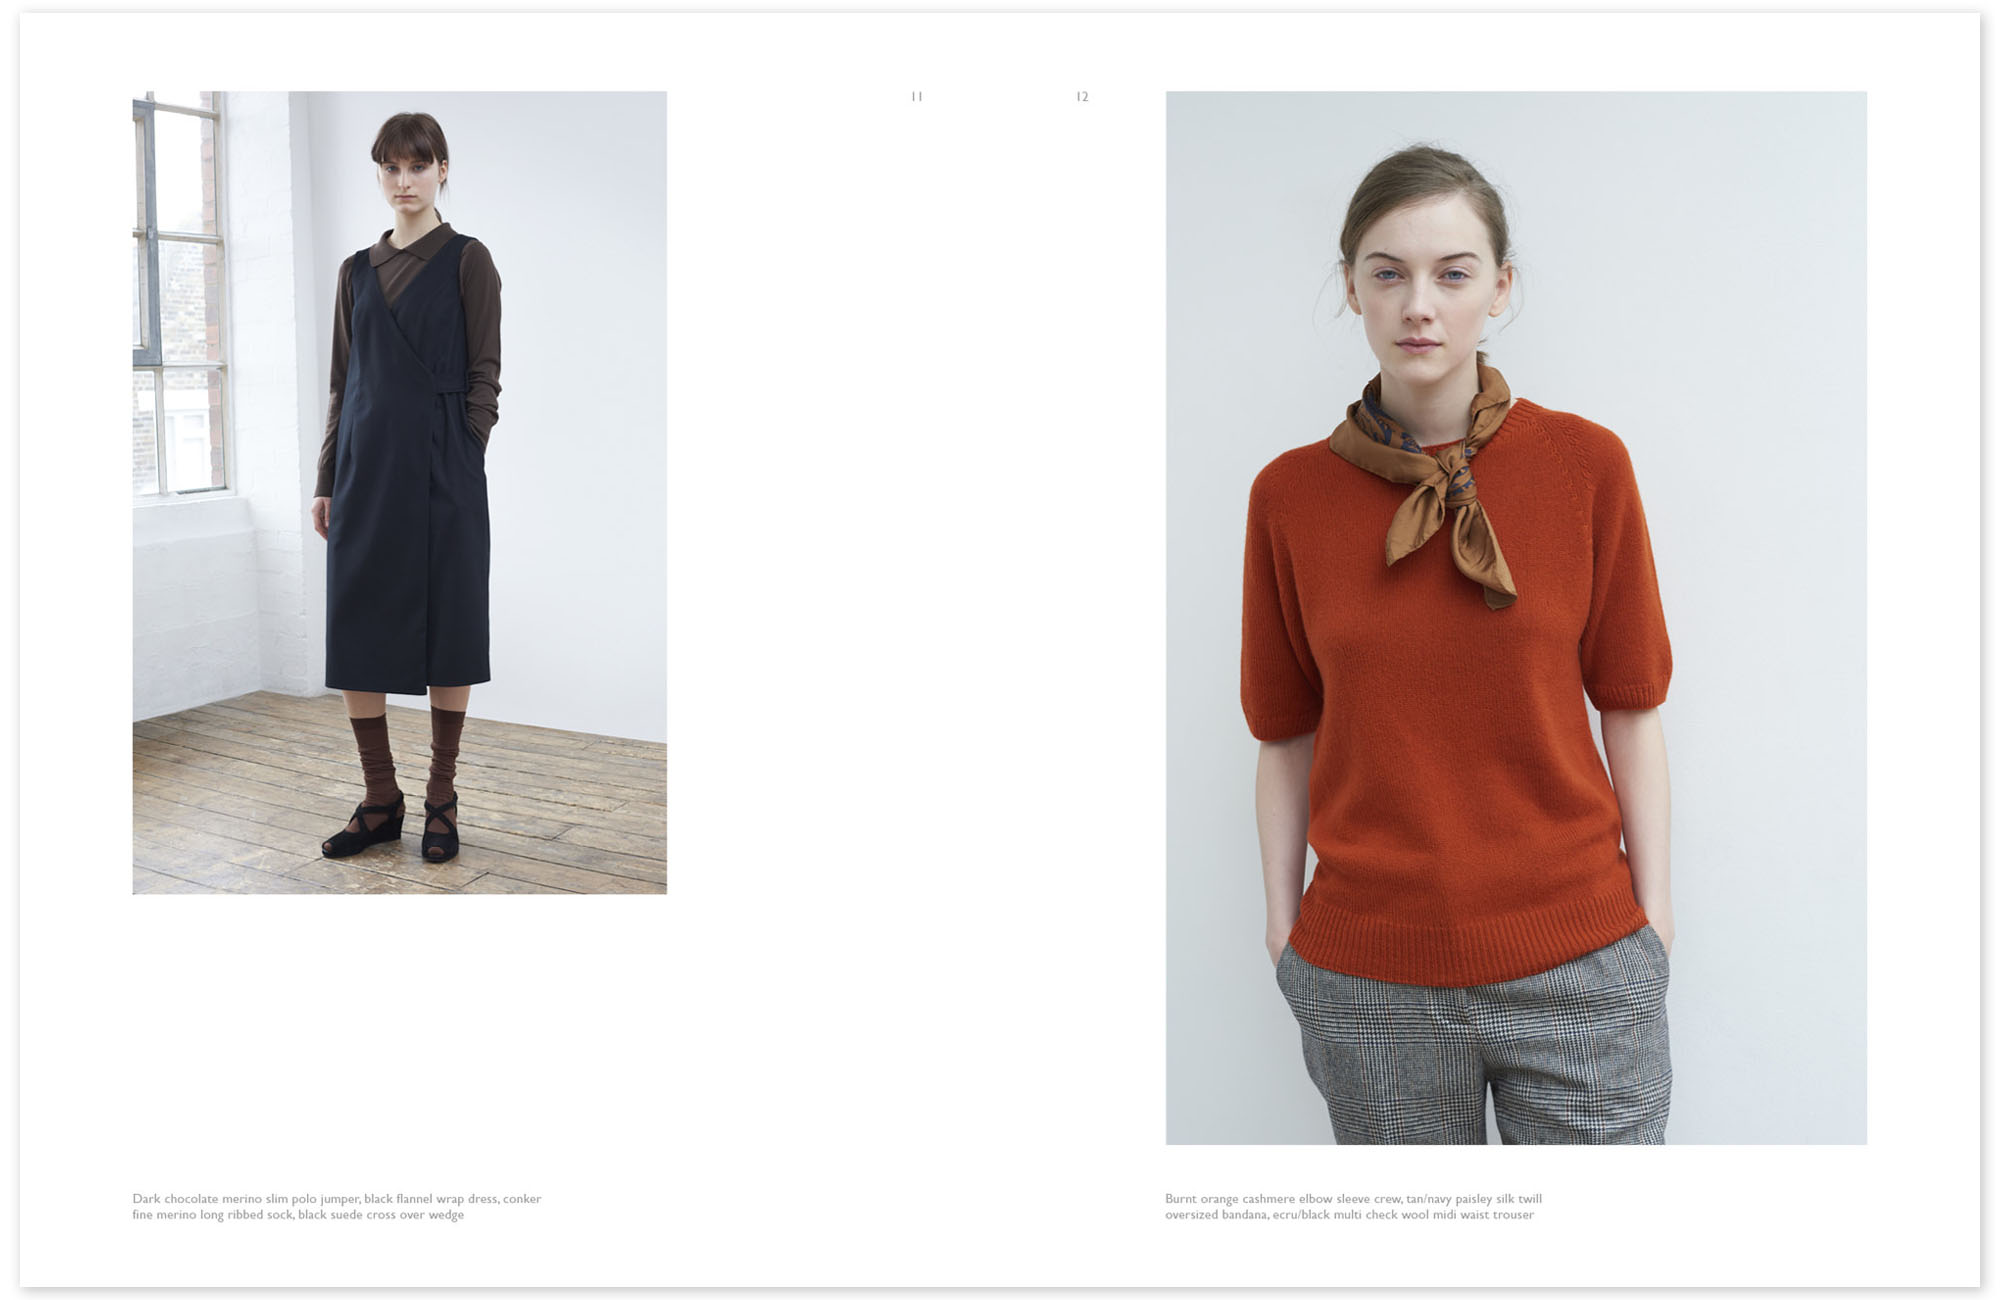 11
12
Dark chocolate merino slim polo jumper, black flannel wrap dress, conker
fine merino long ribbed sock, black suede cross over wedge
Burnt orange cashmere elbow sleeve crew, tan/navy paisley silk twill
oversized bandana, ecru/black multi check wool midi waist trouser